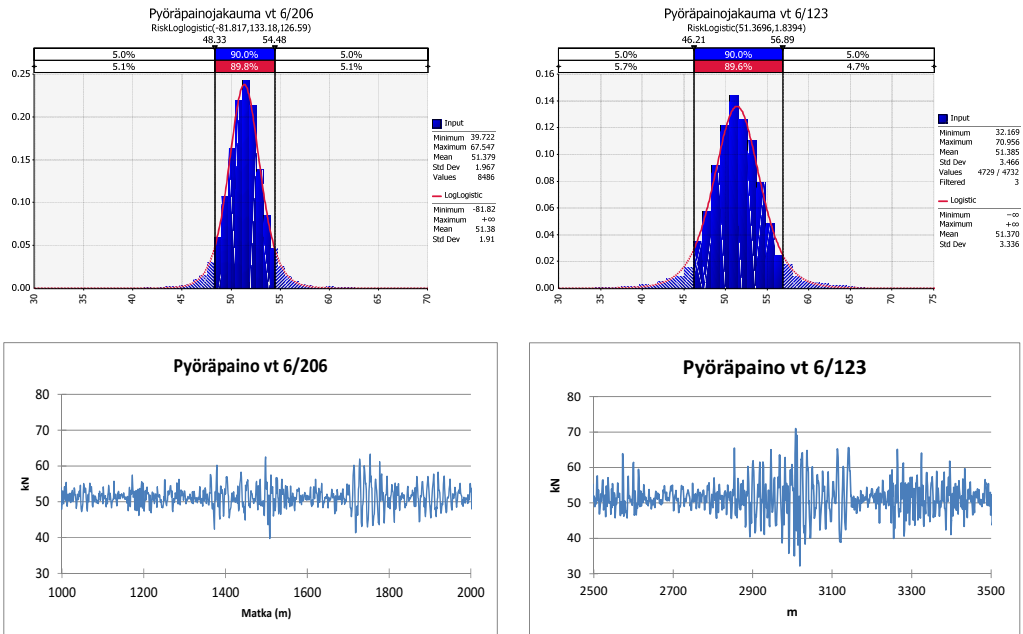 Pyöräpainojakauma vt 6/206
RiskLoglogistic(-81.817,133.18,126.59)
48.33 54.48
5.0% 90.0% 5.0%
5.1% 89.8% 5.1%
0.25
0.20
0.15
0.10
0.05
0.00
30 35 40 45 50 55 60 65 70
Input
Minimum 39.722
Maximum 67.547
Mean 51.379
Std Dev 1.967
Values 8486
LogLogistic
Minimum -81.82
Maximum +∞
Mean 51.38
Std Dev 1.91
Pyöräpainojakauma vt 6/123
RiskLogistic(51.3696,1.8394)
46.21 56.89
5.0% 90.0% 5.0%
5.7% 89.6% 4.7%
0.16
0.14
0.12
0.10
0.08
0.06
0.04
0.02
0.00
30 35 40 45 50 55 60 65 70 75
Input
Minimum 32.169
Maximum 70.956
Mean 51.385
Std Dev 3.466
Values 4729 / 4732
Filtered 3
Logistic
Minimum −∞
Maximum +∞
Mean 51.370
Std Dev 3.336
Pyöräpaino vt 6/206
80
70
60
50
40
30
kN
1000 1200 1400 1600 1800 2000
Matka (m)
Pyöräpaino vt 6/123
80
70
60
50
40
30
kN
2500 2700 2900 3100 3300 3500
m